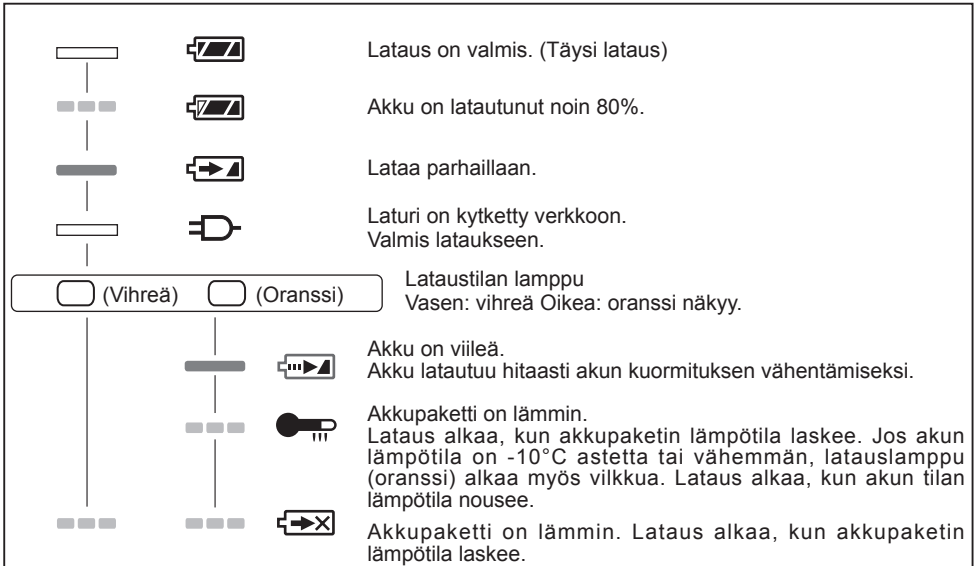 Lataus on valmis. (Täysi lataus)
Akku on latautunut noin 80%.
Lataa parhaillaan.
Laturi on kytketty verkkoon.
Valmis lataukseen.
(Vihreä) (Oranssi)
Lataustilan lamppu
Vasen: vihreä Oikea: oranssi näkyy.
Akku on viileä.
Akku latautuu hitaasti akun kuormituksen vähentämiseksi.
Akkupaketti on lämmin.
Lataus alkaa, kun akkupaketin lämpötila laskee. Jos akun
lämpötila on -10°C astetta tai vähemmän, latauslamppu
(oranssi) alkaa myös vilkkua. Lataus alkaa, kun akun tilan
lämpötila nousee.
Akkupaketti on lämmin. Lataus alkaa, kun akkupaketin
lämpötila laskee.